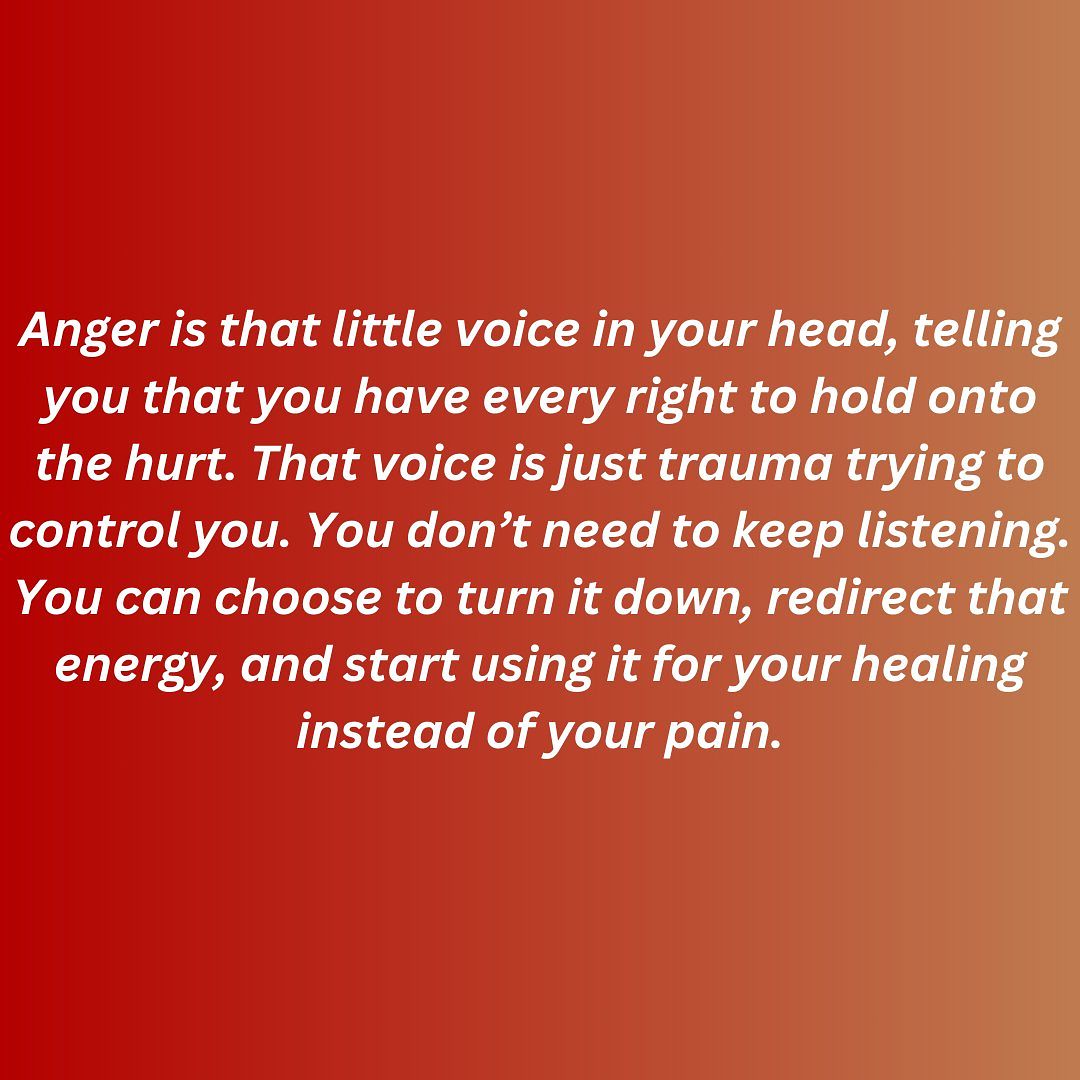 Anger is that little voice in your head, telling
you that you have every right to hold onto
the hurt. That voice is just trauma trying to
control you. You don’t need to keep listening.
You can choose to turn it down, redirect that
energy, and start using it for your healing
instead of your pain.